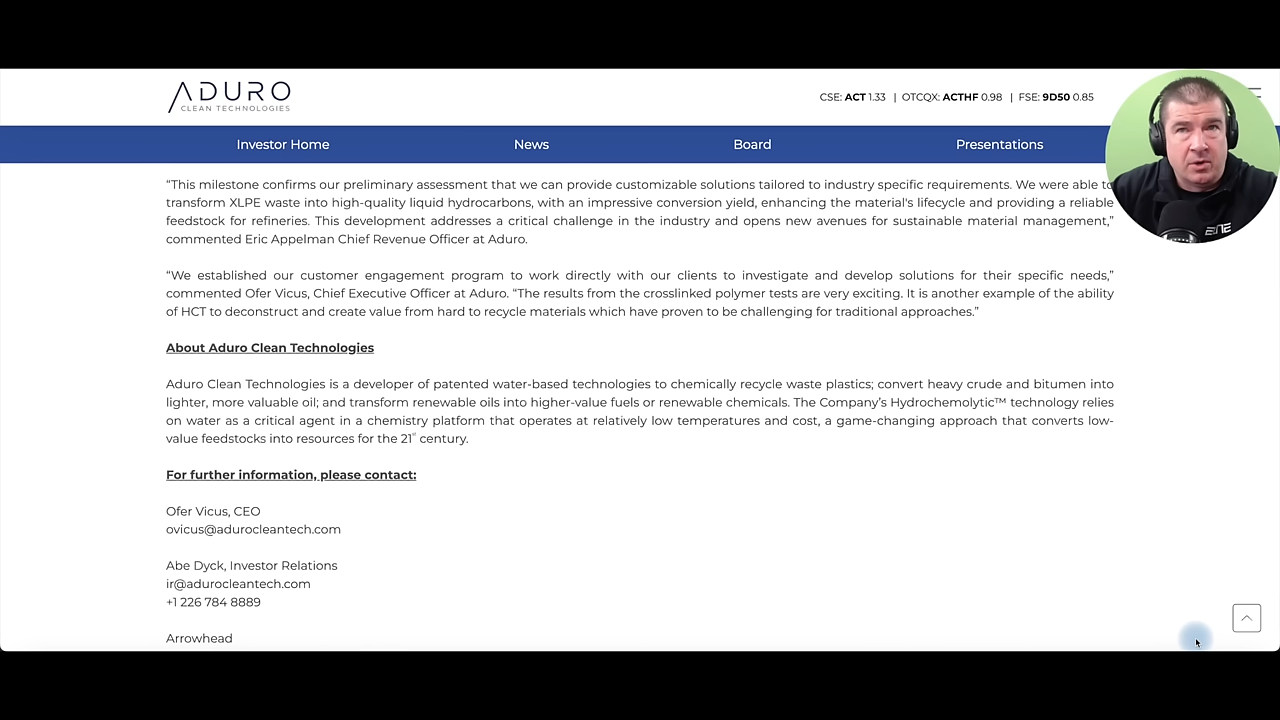 ADURO
CLEAN TECHNOLOGIES
CSE: ACT 1.33 | OTCQX: ACTHF 0.98 | FSE: 9D50 0.85
Investor Home News Board Presentations
“This milestone confirms our preliminary assessment that we can provide customizable solutions tailored to industry specific requirements. We were able to
transform XLPE waste into high-quality liquid hydrocarbons, with an impressive conversion yield, enhancing the material's lifecycle and providing a reliable
feedstock for refineries. This development addresses a critical challenge in the industry and opens new avenues for sustainable material management,”
commented Eric Appelman Chief Revenue Officer at Aduro.
“We established our customer engagement program to work directly with our clients to investigate and develop solutions for their specific needs,”
commented Ofer Vicus, Chief Executive Officer at Aduro. “The results from the crosslinked polymer tests are very exciting. It is another example of the ability
of HCT to deconstruct and create value from hard to recycle materials which have proven to be challenging for traditional approaches.”
About Aduro Clean Technologies
Aduro Clean Technologies is a developer of patented water-based technologies to chemically recycle waste plastics; convert heavy crude and bitumen into
lighter, more valuable oil; and transform renewable oils into higher-value fuels or renewable chemicals. The Company’s Hydrochemolytic™ technology relies
on water as a critical agent in a chemistry platform that operates at relatively low temperatures and cost, a game-changing approach that converts low-
value feedstocks into resources for the 21st century.
For further information, please contact:
Ofer Vicus, CEO
ovicus@adurocleantech.com
Abe Dyck, Investor Relations
ir@adurocleantech.com
+1 226 784 8889
Arrowhead